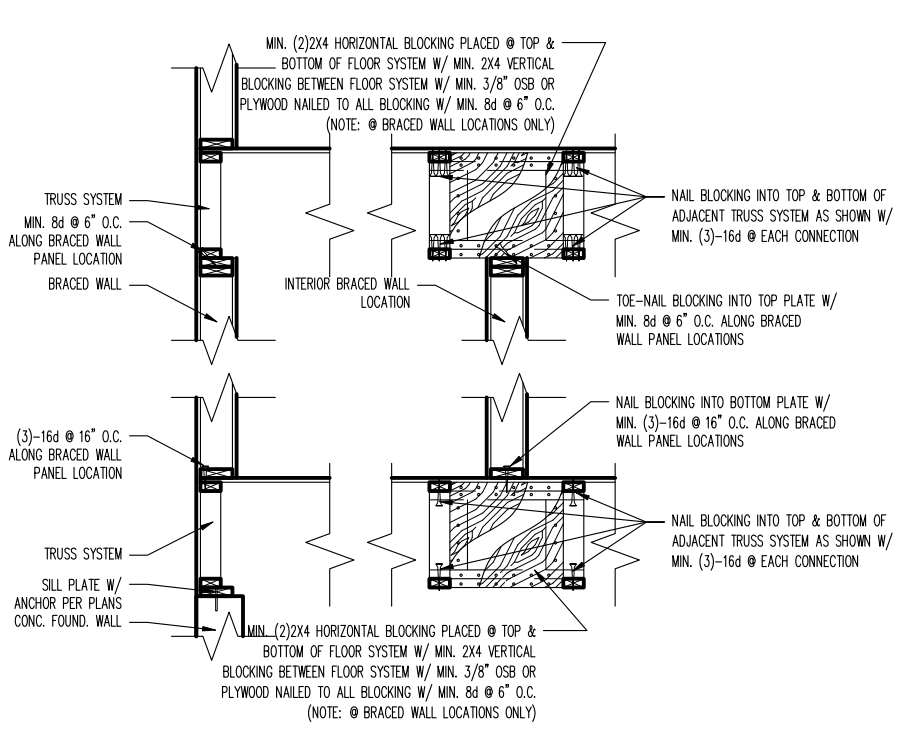 MIN. (2)2X4 HORIZONTAL BLOCKING PLACED @ TOP &
BOTTOM OF FLOOR SYSTEM W/ MIN. 2X4 VERTICAL
BLOCKING BETWEEN FLOOR SYSTEM W/ MIN. 3/8" OSB OR
PLYWOOD NAILED TO ALL BLOCKING W/ MIN. 8d @ 6" O.C.
(NOTE: @ BRACED WALL LOCATIONS ONLY)
TRUSS SYSTEM
MIN. 8d @ 6" O.C.
ALONG BRACED WALL
PANEL LOCATION
BRACED WALL
INTERIOR BRACED WALL
LOCATION
NAIL BLOCKING INTO TOP & BOTTOM OF
ADJACENT TRUSS SYSTEM AS SHOWN W/
MIN. (3)-16d @ EACH CONNECTION
TOE-NAIL BLOCKING INTO TOP PLATE W/
MIN. 8d @ 6" O.C. ALONG BRACED
WALL PANEL LOCATIONS
(3)-16d @ 16" O.C.
ALONG BRACED WALL
PANEL LOCATION
TRUSS SYSTEM
SILL PLATE W/
ANCHOR PER PLANS
CONC. FOUND. WALL
NAIL BLOCKING INTO BOTTOM PLATE W/
MIN. (3)-16d @ 16" O.C. ALONG BRACED
WALL PANEL LOCATIONS
NAIL BLOCKING INTO TOP & BOTTOM OF
ADJACENT TRUSS SYSTEM AS SHOWN W/
MIN. (3)-16d @ EACH CONNECTION
MIN. (2)2X4 HORIZONTAL BLOCKING PLACED @ TOP &
BOTTOM OF FLOOR SYSTEM W/ MIN. 2X4 VERTICAL
BLOCKING BETWEEN FLOOR SYSTEM W/ MIN. 3/8" OSB OR
PLYWOOD NAILED TO ALL BLOCKING W/ MIN. 8d @ 6" O.C.
(NOTE: @ BRACED WALL LOCATIONS ONLY)